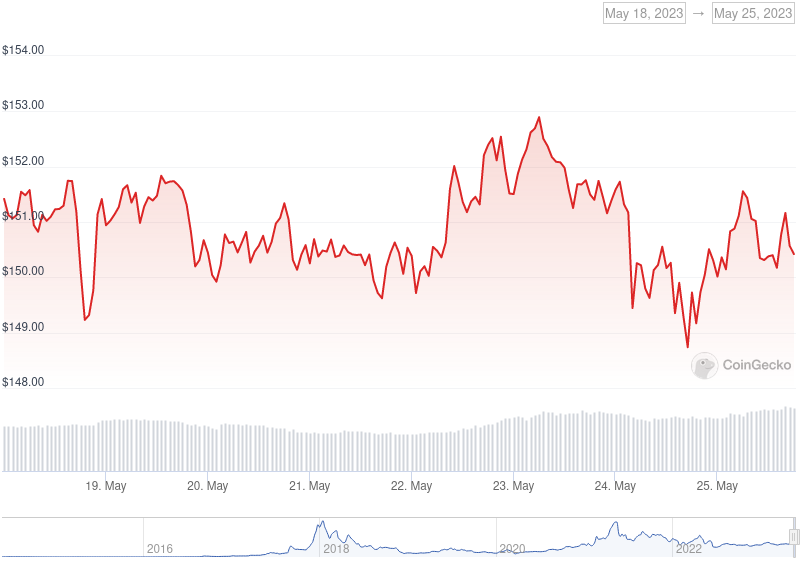 May 18, 2023 → May 25, 2023
$154.00
$153.00
$152.00
$151.00
$150.00
$149.00
$148.00
CoinGecko
19. May 20. May 21. May 22. May 23. May 24. May 25. May
2016 2018 2020 2022